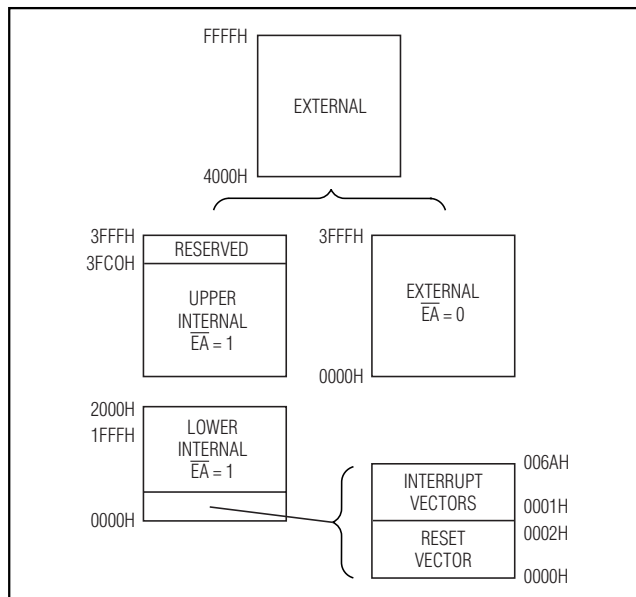 FFFFH
EXTERNAL
4000H
3FFFH
RESERVED
3FC0H
UPPER
INTERNAL
EA = 1
3FFFH
EXTERNAL
EA = 0
0000H
2000H
1FFFH
LOWER
INTERNAL
EA = 1
0000H
006AH
INTERRUPT
VECTORS
0001H
0002H
RESET
VECTOR
0000H